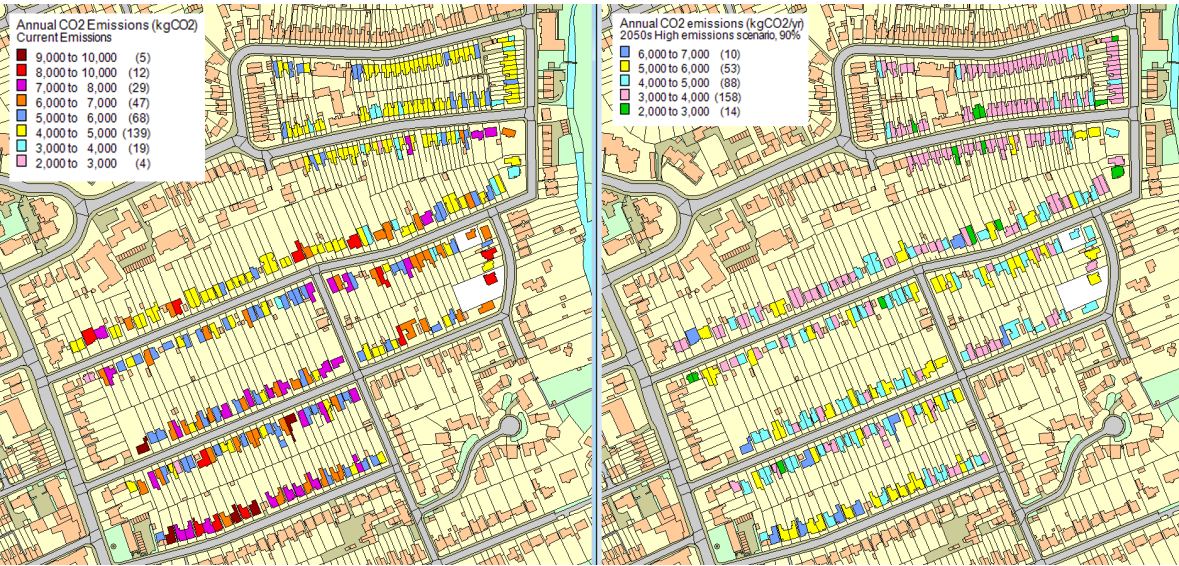 Annual CO2 Emissions (kgCO2)
Current Emissions
9,000 to 10,000 (5)
8,000 to 10,000 (12)
7,000 to 8,000 (29)
6,000 to 7,000 (47)
5,000 to 6,000 (68)
4,000 to 5,000 (139)
3,000 to 4,000 (19)
2,000 to 3,000 (4)
Annual CO2 emissions (kgCO2/yr)
2050s High emissions scenario, 90%
6,000 to 7,000 (10)
5,000 to 6,000 (53)
4,000 to 5,000 (88)
3,000 to 4,000 (158)
2,000 to 3,000 (14)